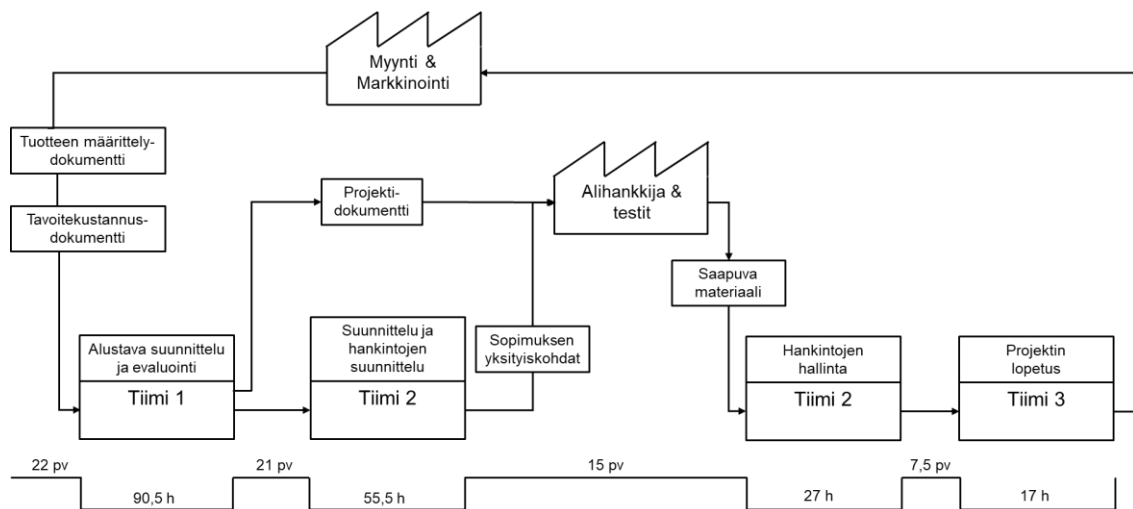 Myynti &
Markkinointi
Tuotteen määrittely-
dokumentti
Tavoitekustannus-
dokumentti
Projekti-
dokumentti
Alihankkija &
testit
Saapuva
materiaali
Alustava suunnittelu
ja evaluointi
Tiimi 1
Suunnittelu ja
hankintojen
suunnittelu
Tiimi 2
Sopimuksen
yksityiskohdat
Hankintojen
hallinta
Tiimi 2
Projektin
lopetus
Tiimi 3
22 pv
90,5 h
21 pv
55,5 h
15 pv
27 h
7,5 pv
17 h